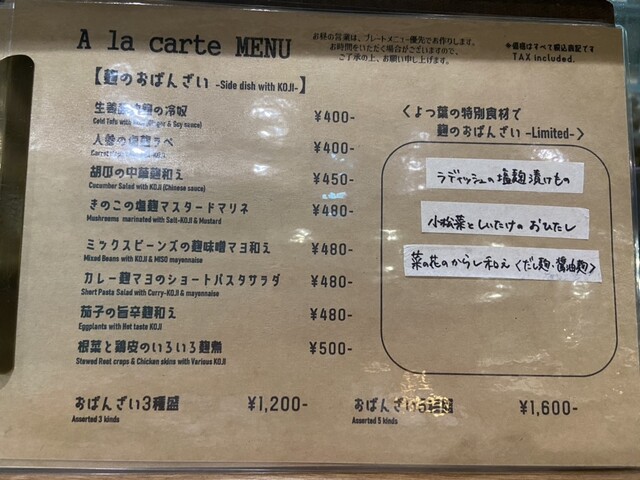 A la carte MENU
お昼の営業は、プレートメニュー優先でお作りします。
お時間をいただく場合がございますので、
ご了承の上、お願い申し上げます。
*価格はすべて税込表記です
TAX included.
【麹のおばんざい -Side dish with KOJI-】
生姜醤油麹の冷奴 ¥400-
Cold Tofu with Koji (Ginger & Soy sauce)
人参の塩麹ラペ ¥400-
胡瓜の中華麹和え ¥450-
Cucumber Salad with KOJI (Chinese sauce)
きのこの塩麹マスタードマリネ ¥480-
Mushrooms marinated with Salt-KOJI & Mustard
ミックスビーンズの麹味噌マヨ和え ¥480-
Mixed Beans with KOJI & MISO mayonnaise
カレー麹マヨのショートパスタサラダ ¥480-
Short Pasta Salad with Curry-KOJI & mayonnaise
茄子の旨辛麹和え ¥480-
Eggplants with Hot taste KOJI
根菜と鶏皮のいろいろ麹煮 ¥500-
Stewed Root crops & Chicken skins with Various KOJI
<よつ葉の特別食材で
麹のおばんざい -Limited->
ラディッシュの塩麹漬けもの
小松菜としいたけのおひたし
菜の花のからし和え<だし麹・醤油麹>
おばんざい3種盛 ¥1,200-
Assorted 3 kinds
おばんざい5種盛 ¥1,600-
Assorted 5 kinds